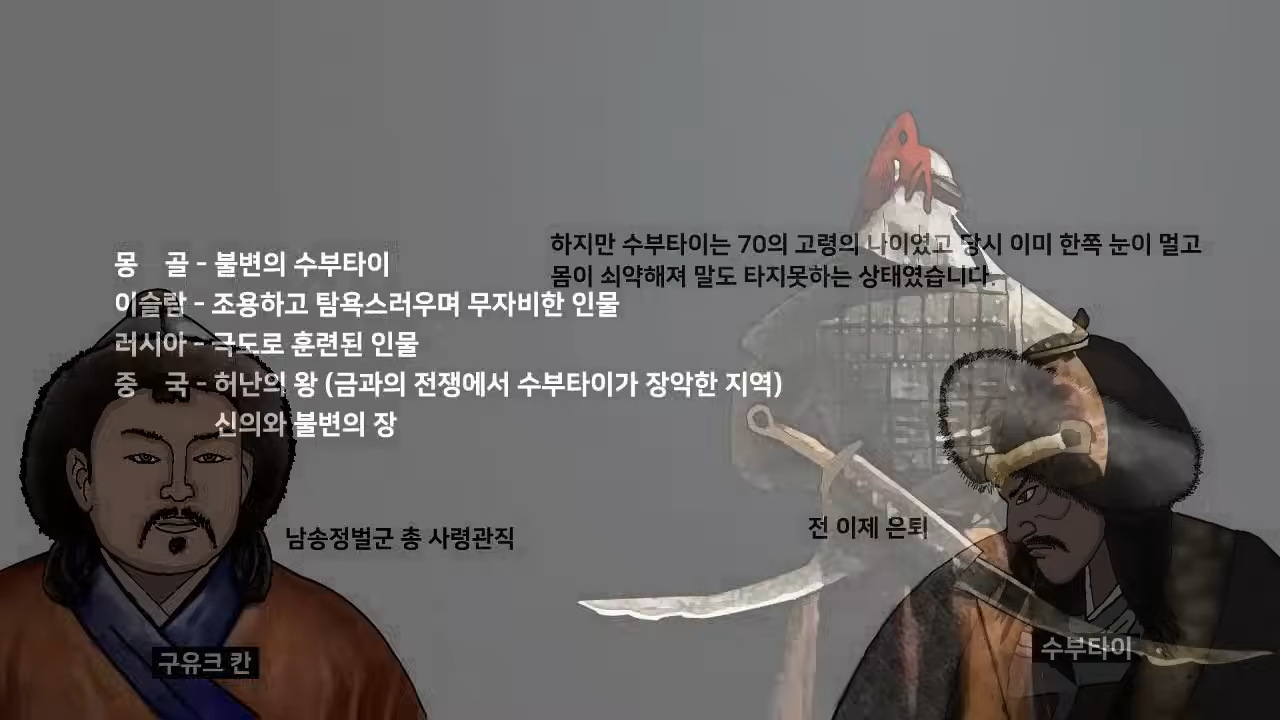 하지만 수부타이는 70의 고령의 나이였고 당시 이미 한쪽 눈이 멀고
몸이 쇠약해져 말도 타지못하는 상태였습니다.
몽 골 - 불변의 수부타이
이슬람 - 조용하고 탐욕스러우며 무자비한 인물
러시아 - 극도로 훈련된 인물
중 국 - 허난의 왕 (금과의 전쟁에서 수부타이가 장악한 지역)
신의와 불변의 장
남송정벌군 총 사령관직
전 이제 은퇴
구유크 칸
수부타이